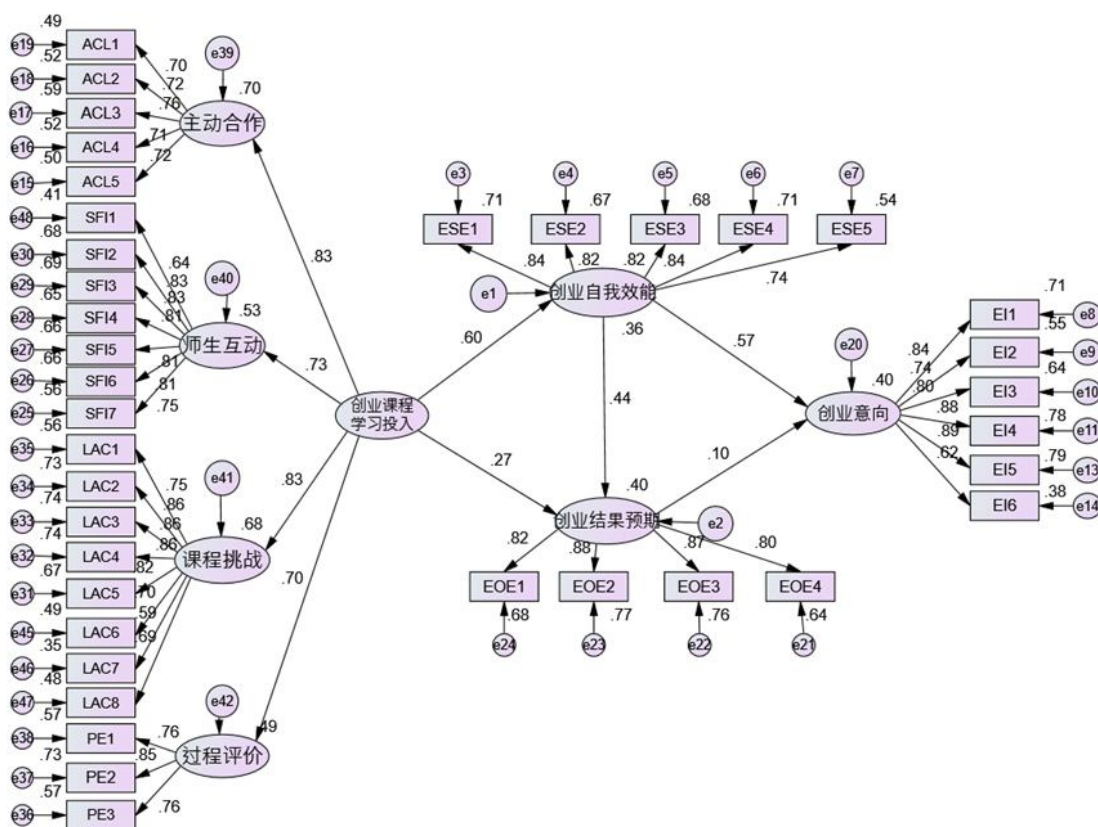 .49
e19 ACL1
.52
e18 ACL2
.59
e17 ACL3
.52
e16 ACL4
.50
e15 ACL5
.70
.72
.76
.71
.72
e39
.70
主动合作
.41
e48 SFI1
.68
e30 SFI2
.69
e29 SFI3
.65
e28 SFI4
.66
e27 SFI5
.66
e26 SFI6
.56
e25 SFI7
.64
.83
.83
.81
.81
.81
.75
e40
.53
师生互动
.56
e35 LAC1
.73
e34 LAC2
.74
e33 LAC3
.74
e32 LAC4
.67
e31 LAC5
.49
e45 LAC6
.35
e46 LAC7
.48
e47 LAC8
.75
.86
.86
.86
.82
.70
.59
.69
e41
.68
课程挑战
.57
e38 PE1
.73
e37 PE2
.57
e36 PE3
.76
.85
.76
e42
.49
过程评价
.83
.73
.83
.70
创业课程
学习投入
.60
.27
e3 e4 e5 e6 e7
.71 .67 .68 .71 .54
ESE1 ESE2 ESE3 ESE4 ESE5
.84 .82 .82 .84 .74
e1
创业自我效能
.36
.44
.57
.10
.40
创业结果预期
e2
.82 .88 .87 .80
EOE1 EOE2 EOE3 EOE4
.68 .77 .76 .64
e24 e23 e22 e21
e20
.40
创业意向
.84
.74
.80
.88
.89
.62
.71
EI1 e8
.55
EI2 e9
.64
EI3 e10
.78
EI4 e11
.79
EI5 e13
.38
EI6 e14